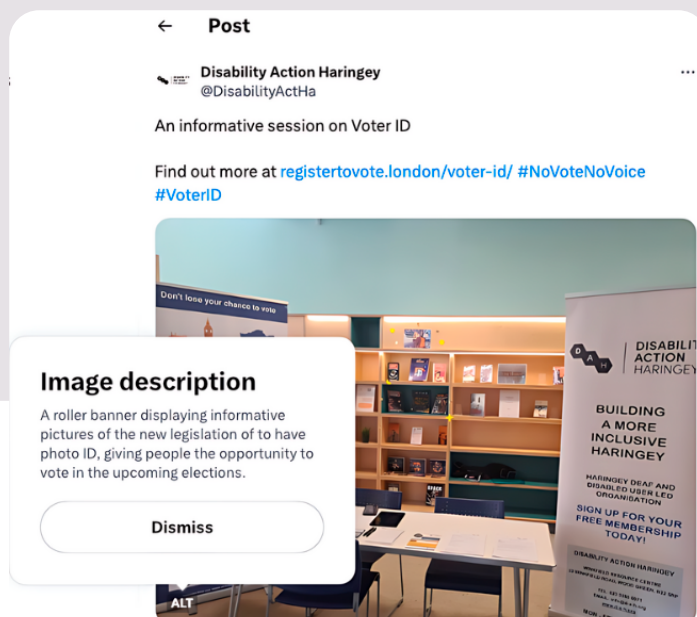 Post
Disability Action Haringey
@DisabilityActHa
An informative session on Voter ID
Find out more at registertovote.london/voter-id/ #NoVoteNoVoice
#VoterID
Don't lose your chance to vote
Image description
A roller banner displaying informative
pictures of the new legislation of to have
photo ID, giving people the opportunity to
vote in the upcoming elections.
Dismiss
ALT
D A H
DISABILIT
ACTION
HARINGEY
BUILDING
A MORE
INCLUSIVE
HARINGEY
HARINGEY DEAF AND
DISABLED USER LED
ORGANISATION
SIGN UP FOR YOUR
FREE MEMBERSHIP
TODAY!
DISABILITY ACTION HARINGEY